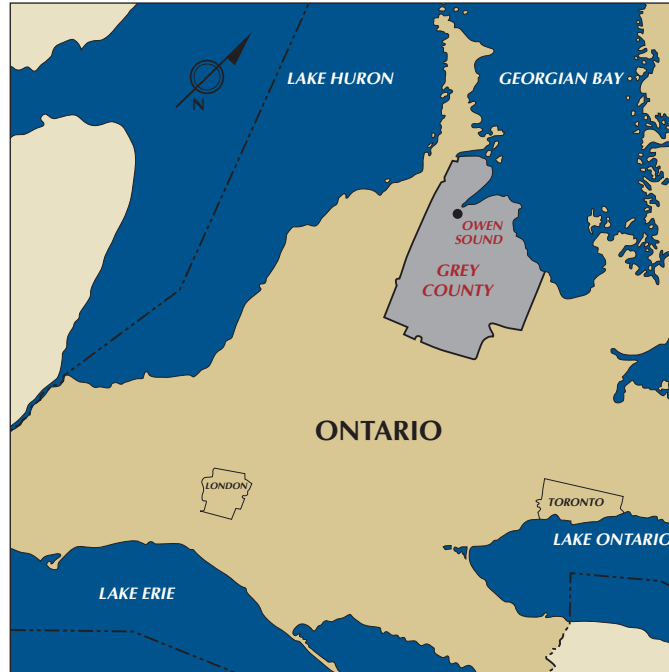 LAKE HURON
GEORGIAN BAY
N
OWEN
SOUND
GREY
COUNTY
ONTARIO
LONDON
TORONTO
LAKE ONTARIO
LAKE ERIE